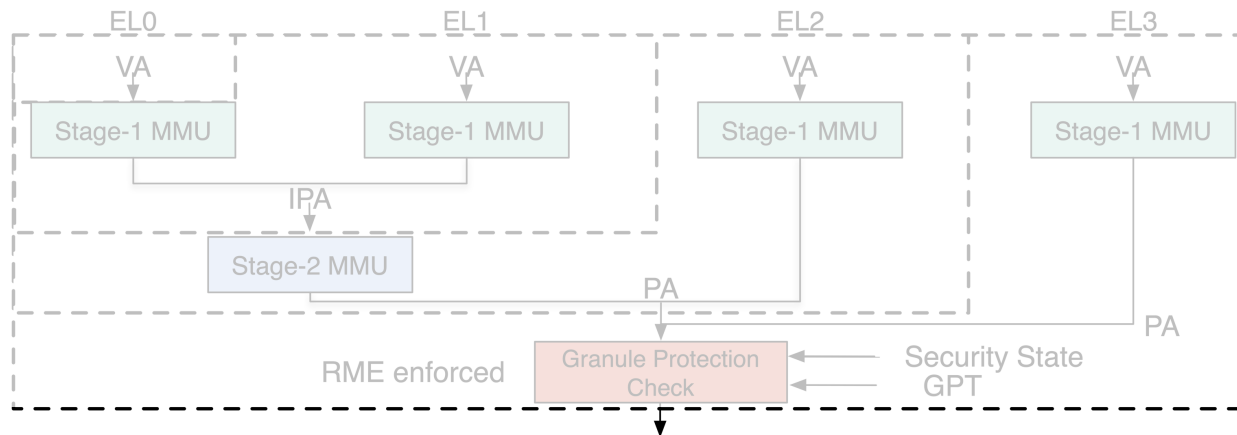 EL0 EL1 EL2 EL3
VA VA VA VA
Stage-1 MMU Stage-1 MMU Stage-1 MMU Stage-1 MMU
IPA
Stage-2 MMU
PA
PA
Granule Protection
Check
RME enforced
Security State
GPT